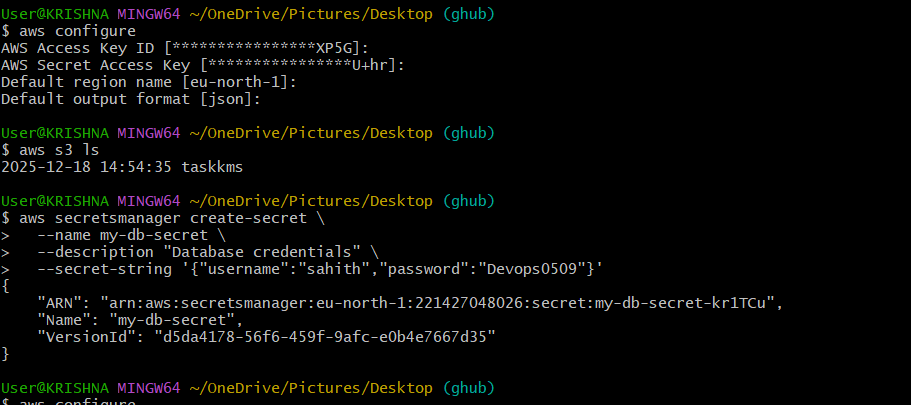 User@KRISHNA MINGW64 ~/OneDrive/Pictures/Desktop (ghub)
$ aws configure
AWS Access Key ID [****************XP5G]:
AWS Secret Access Key [****************U+hr]:
Default region name [eu-north-1]:
Default output format [json]:
User@KRISHNA MINGW64 ~/OneDrive/Pictures/Desktop (ghub)
$ aws s3 ls
2025-12-18 14:54:35 taskkms
User@KRISHNA MINGW64 ~/OneDrive/Pictures/Desktop (ghub)
$ aws secretsmanager create-secret \
>   --name my-db-secret \
>   --description "Database credentials" \
>   --secret-string '{"username":"sahith","password":"Devops0509"}'
{
    "ARN": "arn:aws:secretsmanager:eu-north-1:221427048026:secret:my-db-secret-kr1TCu",
    "Name": "my-db-secret",
    "VersionId": "d5da4178-56f6-459f-9afc-e0b4e7667d35"
}
User@KRISHNA MINGW64 ~/OneDrive/Pictures/Desktop (ghub)
$ aws configure